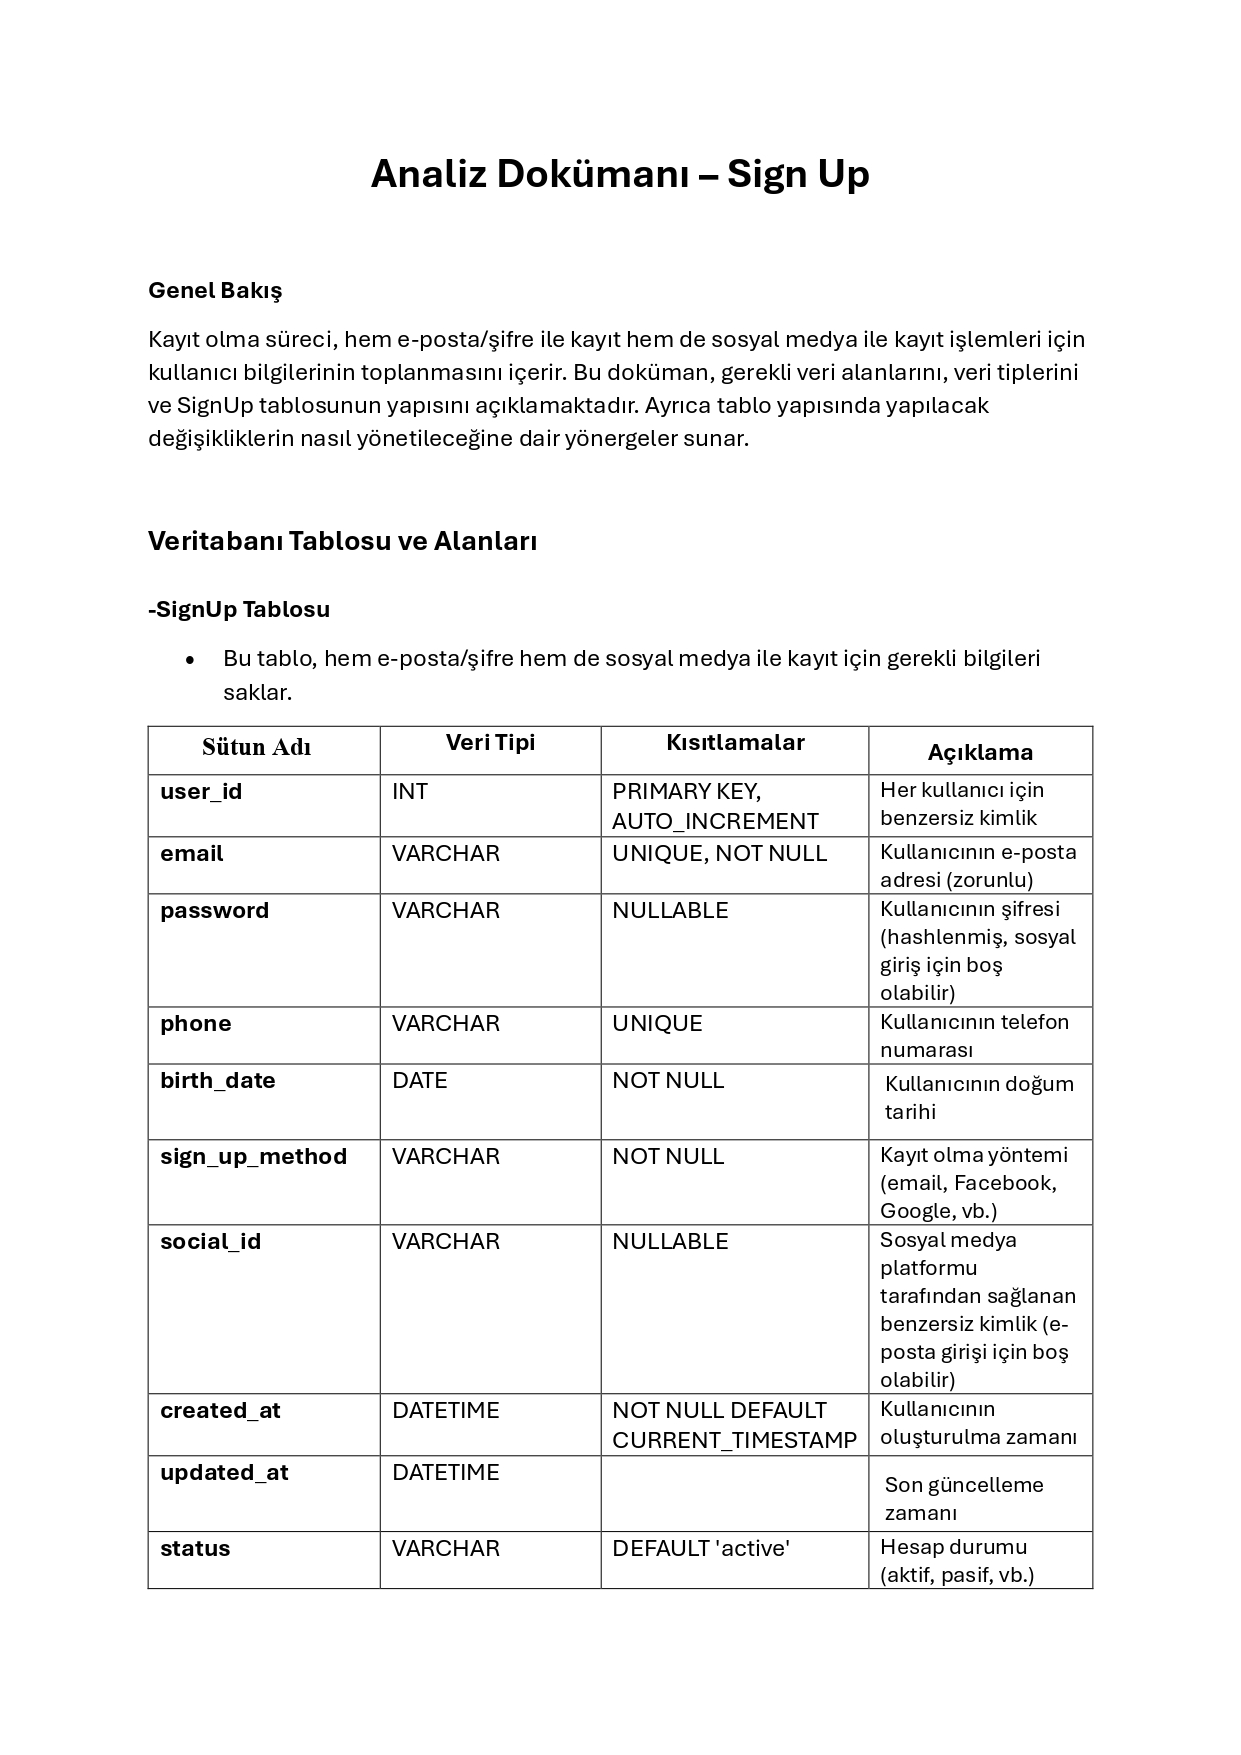 Analiz Dokümanı – Sign Up
Genel Bakış
Kayıt olma süreci, hem e-posta/şifre ile kayıt hem de sosyal medya ile kayıt işlemleri için
kullanıcı bilgilerinin toplanmasını içerir. Bu doküman, gerekli veri alanlarını, veri tiplerini
ve SignUp tablosunun yapısını açıklamaktadır. Ayrıca tablo yapısında yapılacak
değişikliklerin nasıl yönetileceğine dair yönergeler sunar.
Veritabanı Tablosu ve Alanları
-SignUp Tablosu
• Bu tablo, hem e-posta/şifre hem de sosyal medya ile kayıt için gerekli bilgileri
saklar.
Sütun Adı Veri Tipi Kısıtlamalar Açıklama
user_id INT PRIMARY KEY, Her kullanıcı için
AUTO_INCREMENT benzersiz kimlik
email VARCHAR UNIQUE, NOT NULL Kullanıcının e-posta
adresi (zorunlu)
password VARCHAR NULLABLE Kullanıcının şifresi
(hashlenmiş, sosyal
giriş için boş
olabilir)
phone VARCHAR UNIQUE Kullanıcının telefon
numarası
birth_date DATE NOT NULL Kullanıcının doğum
tarihi
sign_up_method VARCHAR NOT NULL Kayıt olma yöntemi
(email, Facebook,
Google, vb.)
social_id VARCHAR NULLABLE Sosyal medya
platformu
tarafından sağlanan
benzersiz kimlik (e-
posta girişi için boş
olabilir)
created_at DATETIME NOT NULL DEFAULT Kullanıcının
CURRENT_TIMESTAMP oluşturulma zamanı
updated_at DATETIME Son güncelleme
zamanı
status VARCHAR DEFAULT 'active' Hesap durumu
(aktif, pasif, vb.)